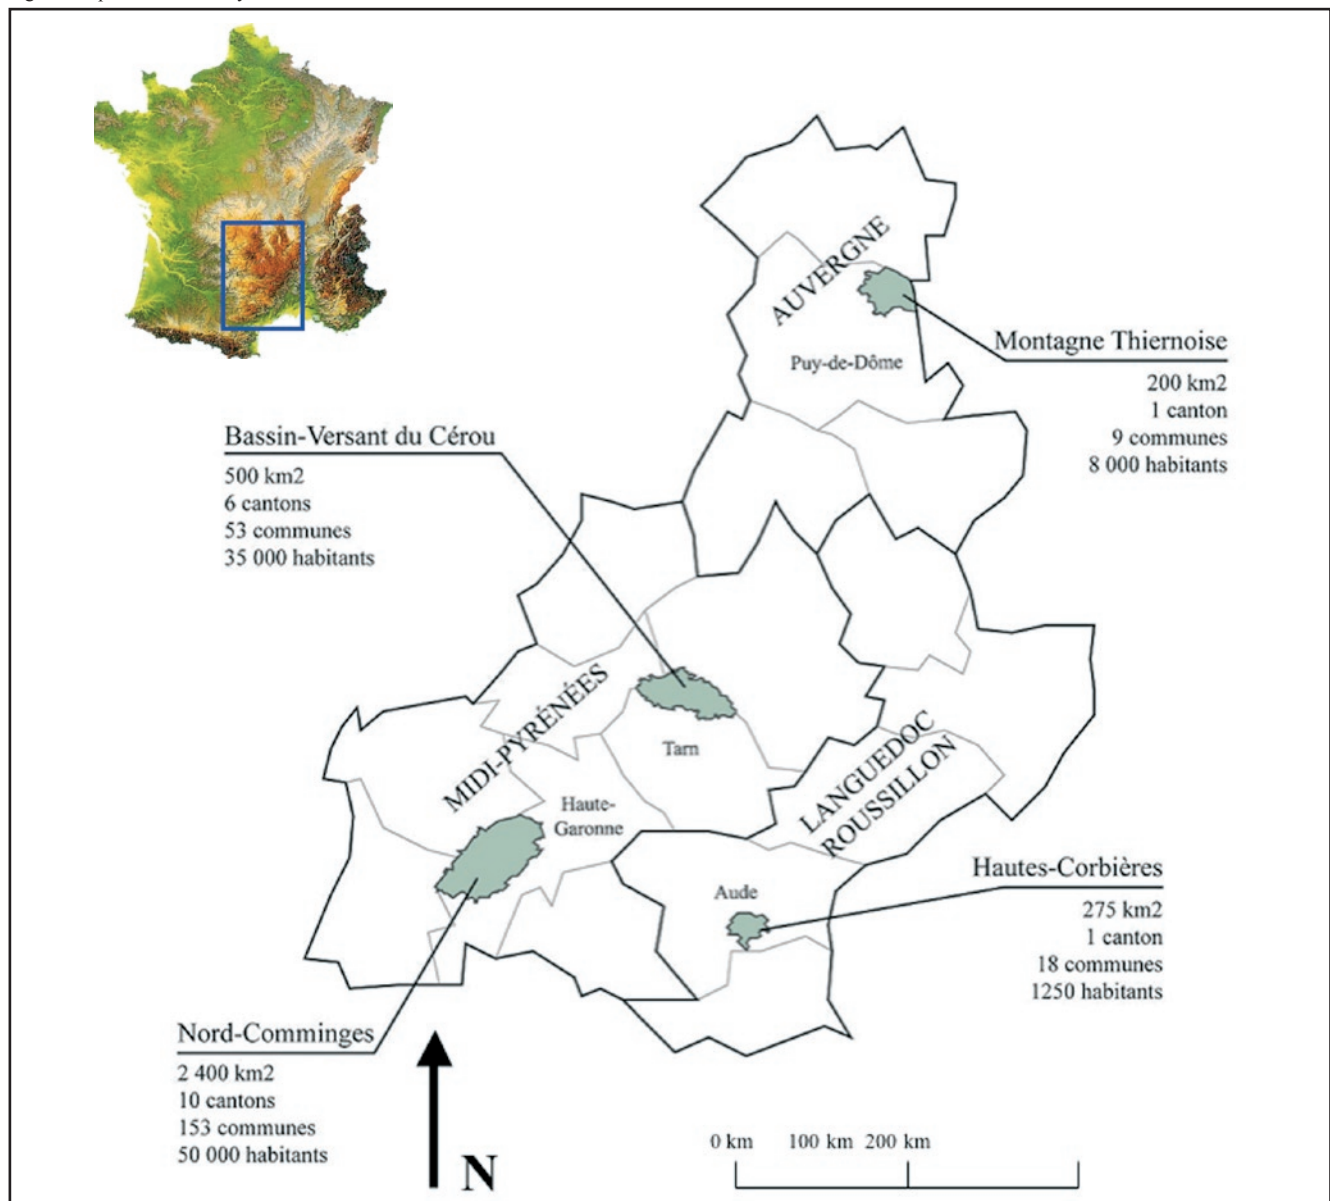 AUVERGNE
Montagne Thiernoise
Puy-de-Dôme
200 km2
1 canton
9 communes
8 000 habitants
Bassin-Versant du Cérou
500 km2
6 cantons
53 communes
35 000 habitants
MIDI-PYRÉNÉES
Tarn
LANGUEDOC
ROUSSILLON
Haute-
Garonne
Hautes-Corbières
Aude
275 km2
1 canton
18 communes
1250 habitants
Nord-Comminges
2 400 km2
10 cantons
153 communes
50 000 habitants
N
0 km 100 km 200 km